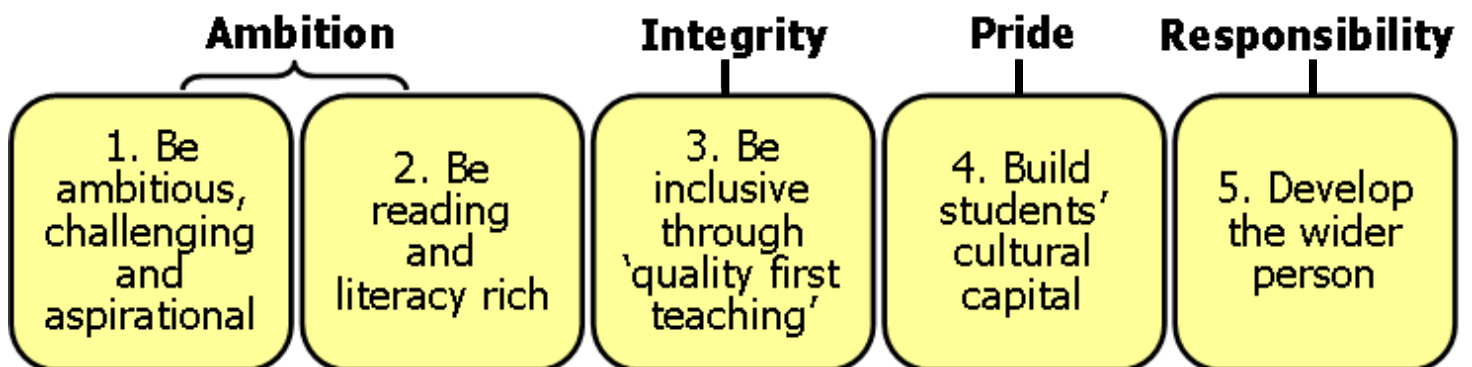 Ambition
Integrity
Pride
Responsibility
1. Be
ambitious,
challenging
and
aspirational
2. Be
reading
and
literacy rich
3. Be
inclusive
through
‘quality first
teaching’
4. Build
students’
cultural
capital
5. Develop
the wider
person